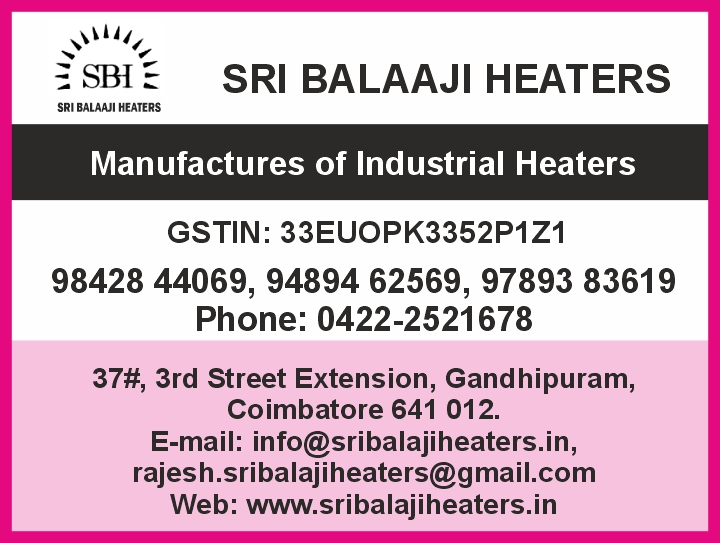 SBI
SRI BALAAJI HEATERS
SRI BALAAJI HEATERS
Manufactures of Industrial Heaters
GSTIN: 33EUOPK3352P1Z1
98428 44069, 94894 62569, 97893 83619
Phone: 0422-2521678
37#, 3rd Street Extension, Gandhipuram,
Coimbatore 641 012.
E-mail: info@sribalajiheaters.in,
rajesh.sribalajiheaters@gmail.com
Web: www.sribalajiheaters.in